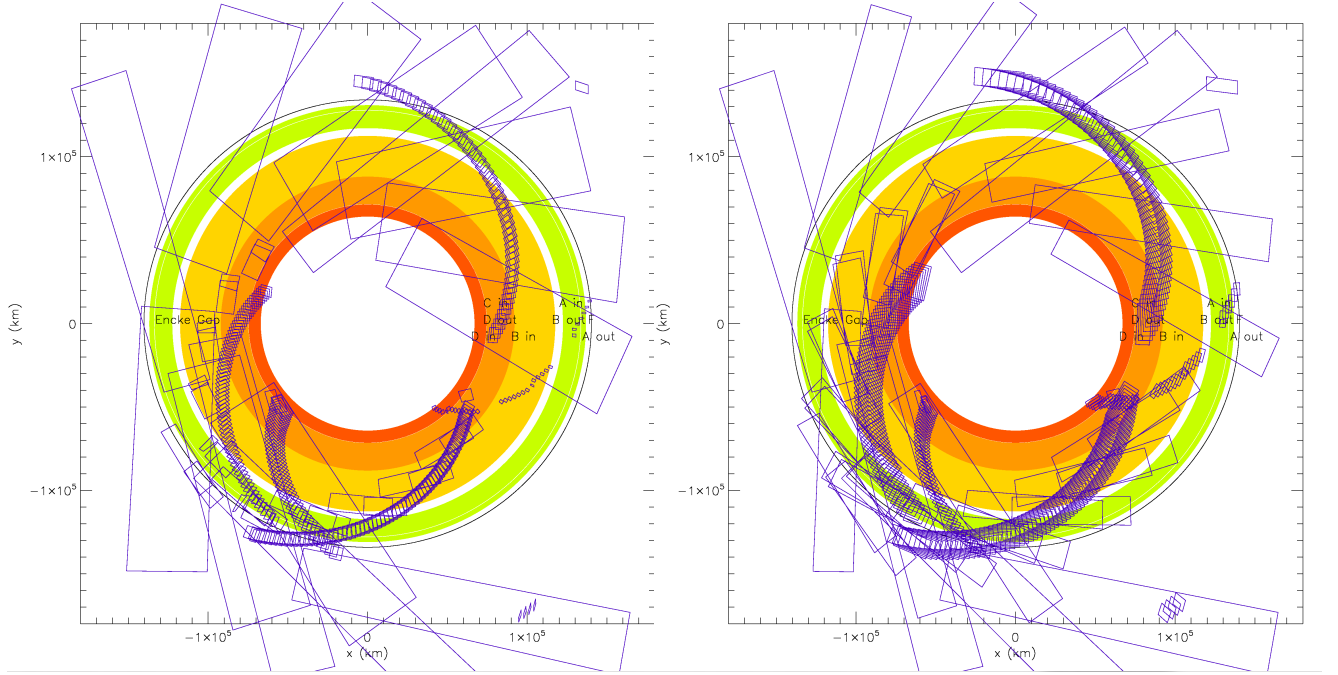 1×10⁵ 1×10⁵
C in A in C in A in
y (km) 0 Encke Gap D out B out F y (km) 0 Encke Gap D out B out F
D in B in A out D in B in A out
−1×10⁵ −1×10⁵
−1×10⁵ 0 1×10⁵ −1×10⁵ 0 1×10⁵
x (km) x (km)